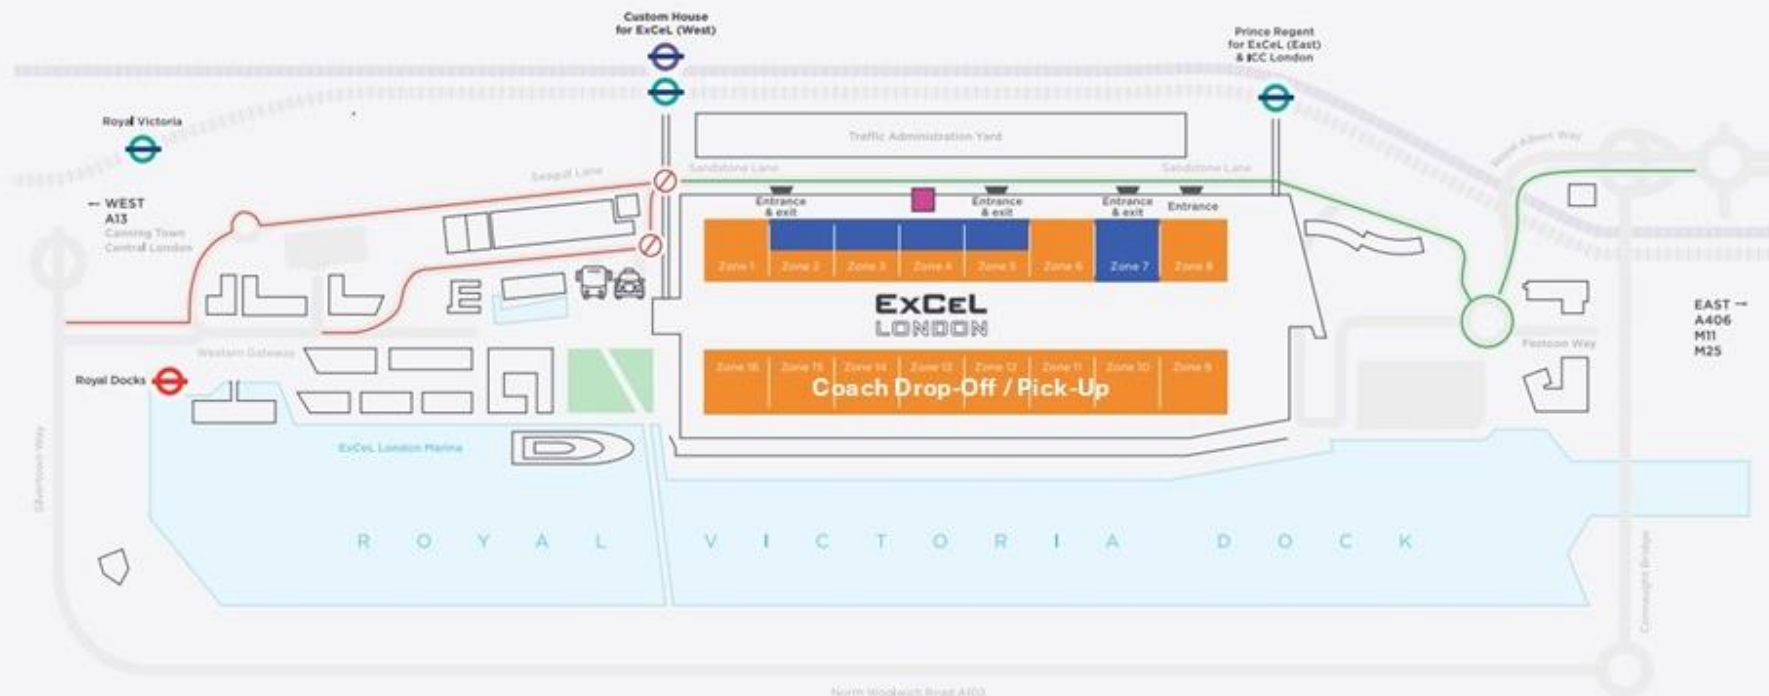 Custom House
for ExCeL (West)
Prince Regent
for ExCeL (East)
& ICC London
Royal Victoria
Traffic Administration Yard
Royal Albert Way
Seagull Lane
Sandstone Lane
Sandstone Lane
← WEST
A13
Canning Town
Central London
Entrance
& exit
Entrance
& exit
Entrance
& exit
Entrance
Zone 1
Zone 2
Zone 3
Zone 4
Zone 5
Zone 6
Zone 7
Zone 8
ExCeL
LONDON
EAST →
A406
M11
M25
Western Gateway
Festoon Way
Royal Docks
Zone 16
Zone 15
Zone 14
Zone 13
Zone 12
Zone 11
Zone 10
Zone 9
Coach Drop-Off / Pick-Up
ExCeL London Marina
Silvertown Way
ROYAL VICTORIA DOCK
Connaught Bridge
North Woolwich Road